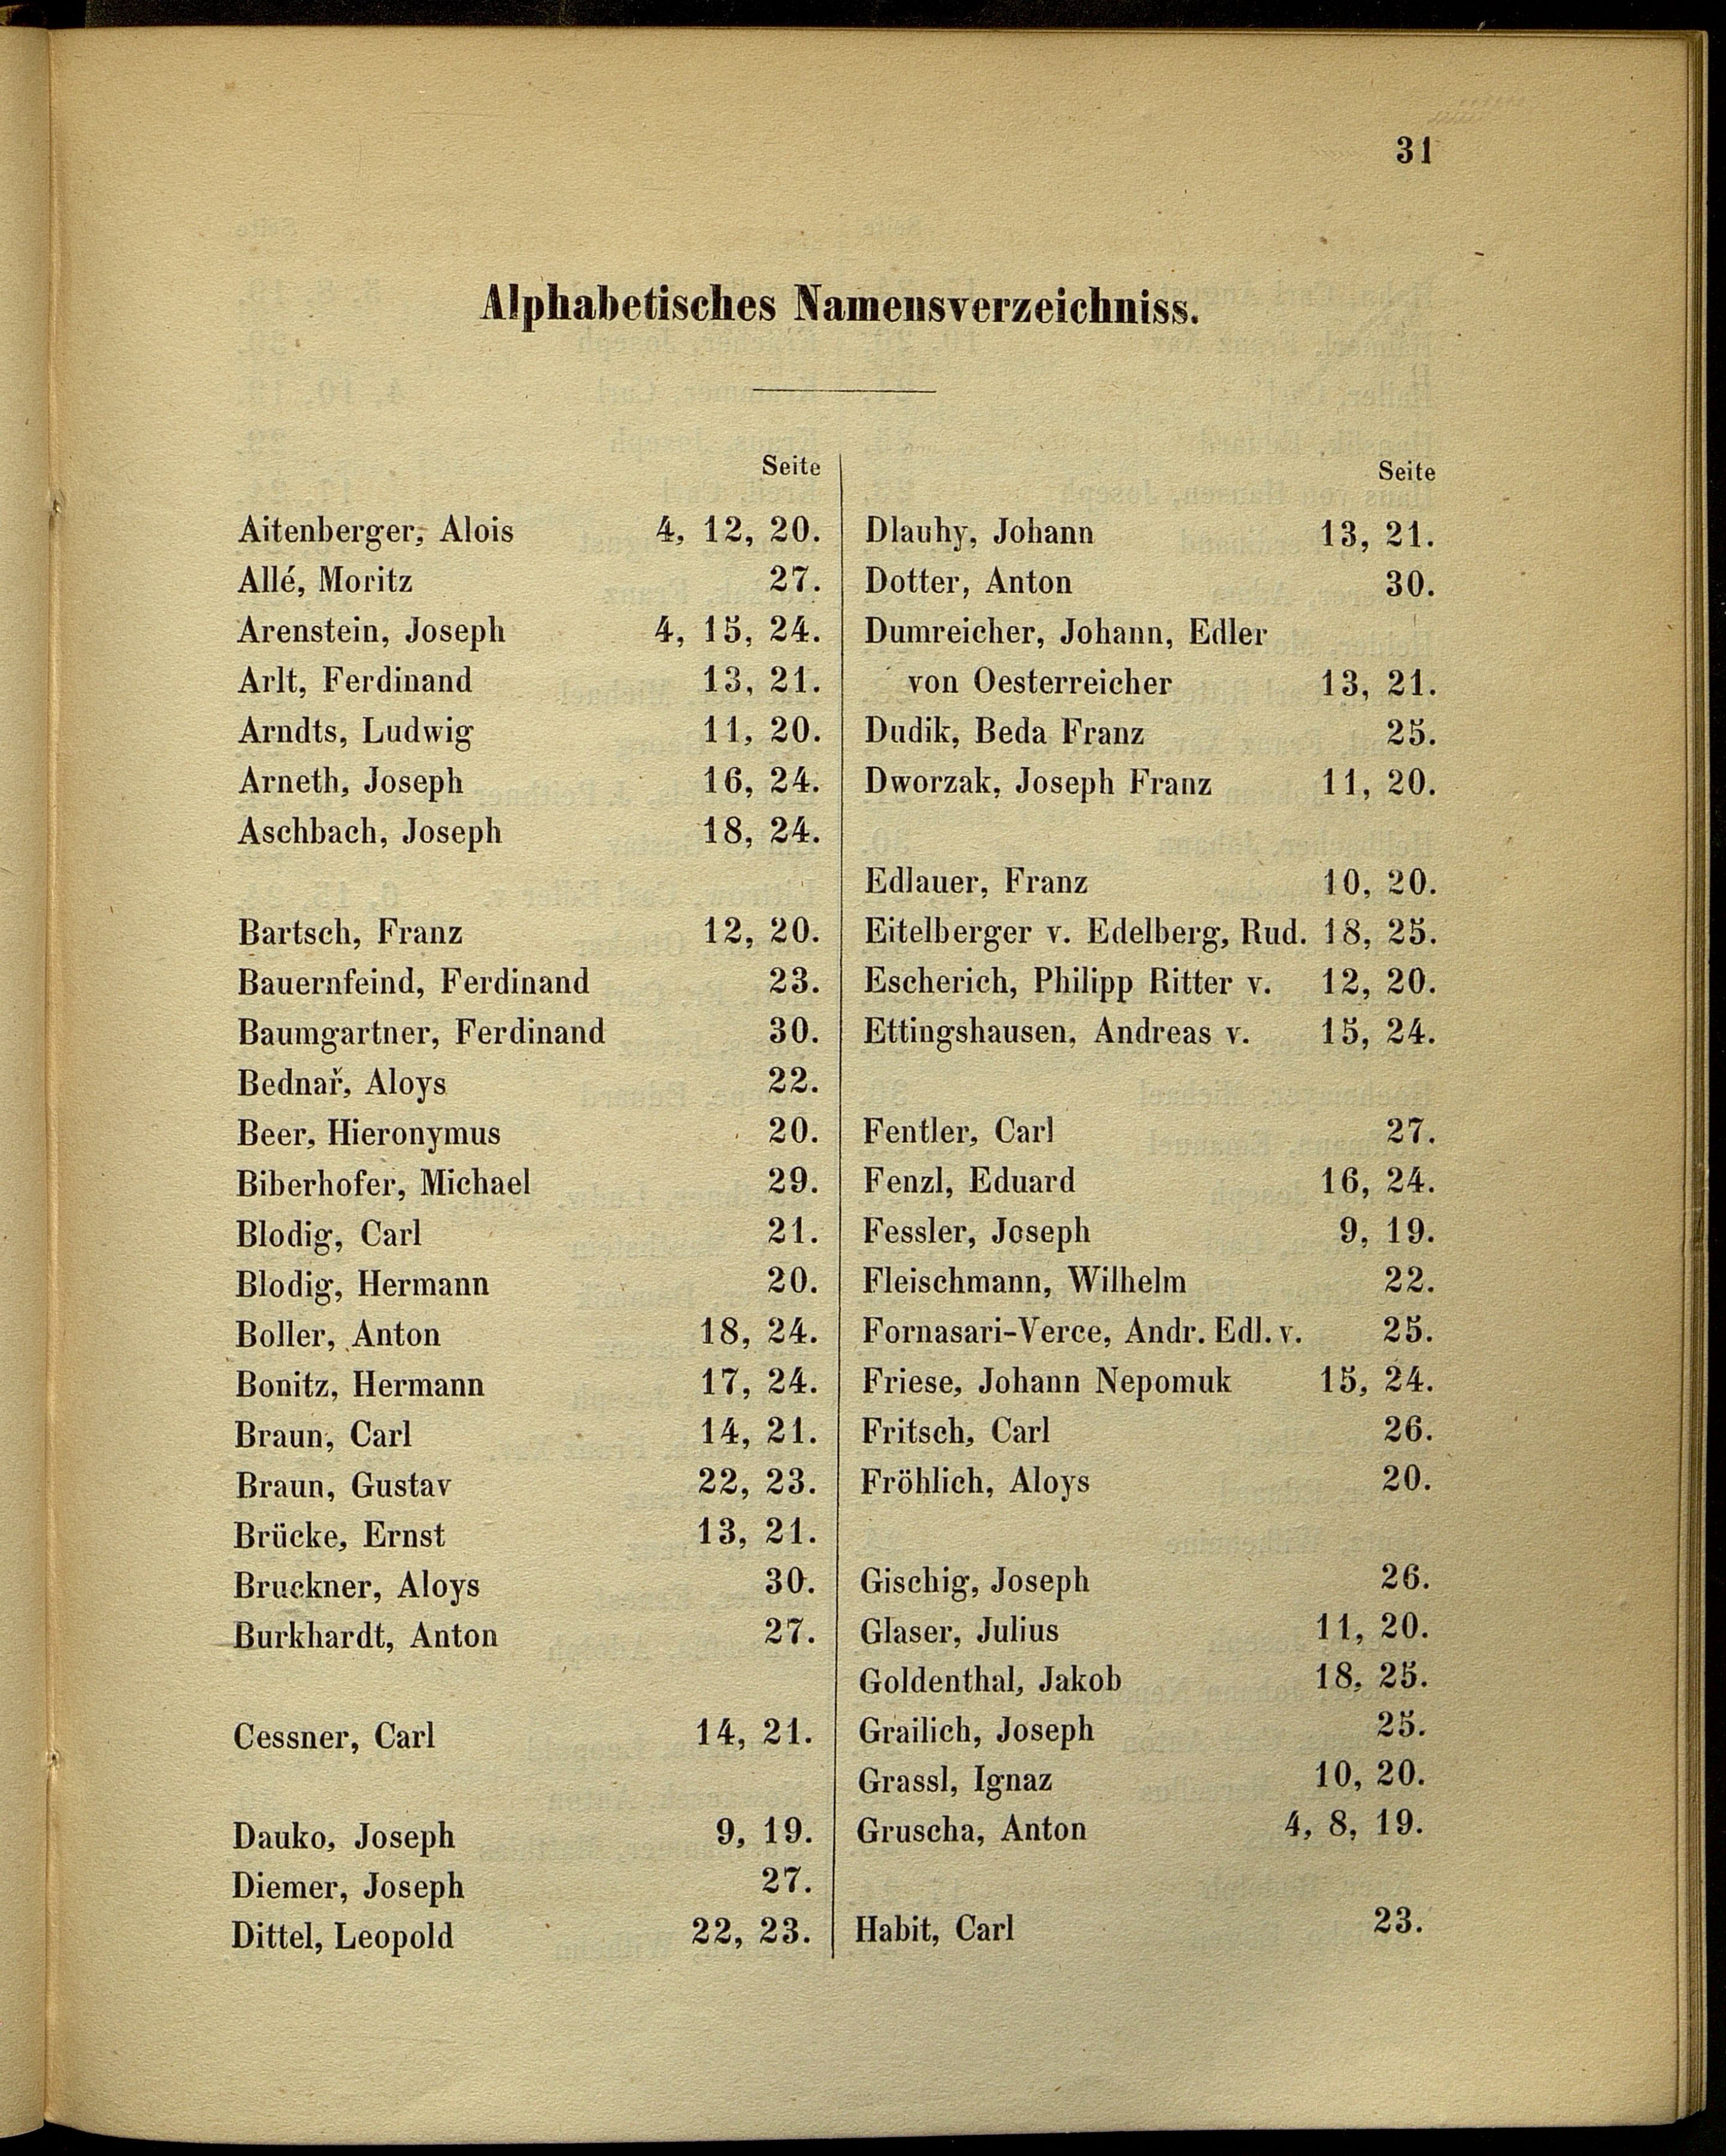 31
Alphabetisches Namensverzeichniss.
Seite
Aitenberger, Alois 4, 12, 20.
Allé, Moritz 27.
Arenstein, Joseph 4, 15, 24.
Arlt, Ferdinand 13, 21.
Arndts, Ludwig 11, 20.
Arneth, Joseph 16, 24.
Aschbach, Joseph 18, 24.
Bartsch, Franz 12, 20.
Bauernfeind, Ferdinand 23.
Baumgartner, Ferdinand 30.
Bednař, Aloys 22.
Beer, Hieronymus 20.
Biberhofer, Michael 29.
Blodig, Carl 21.
Blodig, Hermann 20.
Boller, Anton 18, 24.
Bonitz, Hermann 17, 24.
Braun, Carl 14, 21.
Braun, Gustav 22, 23.
Brücke, Ernst 13, 21.
Bruckner, Aloys 30.
Burkhardt, Anton 27.
Cessner, Carl 14, 21.
Dauko, Joseph 9, 19.
Diemer, Joseph 27.
Dittel, Leopold 22, 23.
Seite
Dlauhy, Johann 13, 21.
Dotter, Anton 30.
Dumreicher, Johann, Edler
von Oesterreicher 13, 21.
Dudik, Beda Franz 25.
Dworzak, Joseph Franz 11, 20.
Edlauer, Franz 10, 20.
Eitelberger v. Edelberg, Rud. 18, 25.
Escherich, Philipp Ritter v. 12, 20.
Ettingshausen, Andreas v. 15, 24.
Fentler, Carl 27.
Fenzl, Eduard 16, 24.
Fessler, Joseph 9, 19.
Fleischmann, Wilhelm 22.
Fornasari-Verce, Andr. Edl. v. 25.
Friese, Johann Nepomuk 15, 24.
Fritsch, Carl 26.
Fröhlich, Aloys 20.
Gischig, Joseph 26.
Glaser, Julius 11, 20.
Goldenthal, Jakob 18, 25.
Grailich, Joseph 25.
Grassl, Ignaz 10, 20.
Gruscha, Anton 4, 8, 19.
Habit, Carl 23.